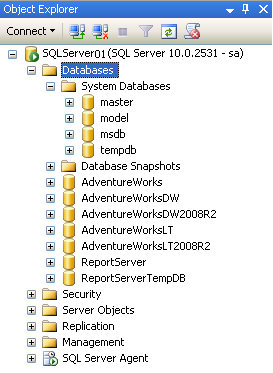 Object Explorer
Connect
SQLServer01 (SQL Server 10.0.2531 - sa)
Databases
System Databases
master
model
msdb
tempdb
Database Snapshots
AdventureWorks
AdventureWorksDW
AdventureWorksDW2008R2
AdventureWorksLT
AdventureWorksLT2008R2
ReportServer
ReportServerTempDB
Security
Server Objects
Replication
Management
SQL Server Agent